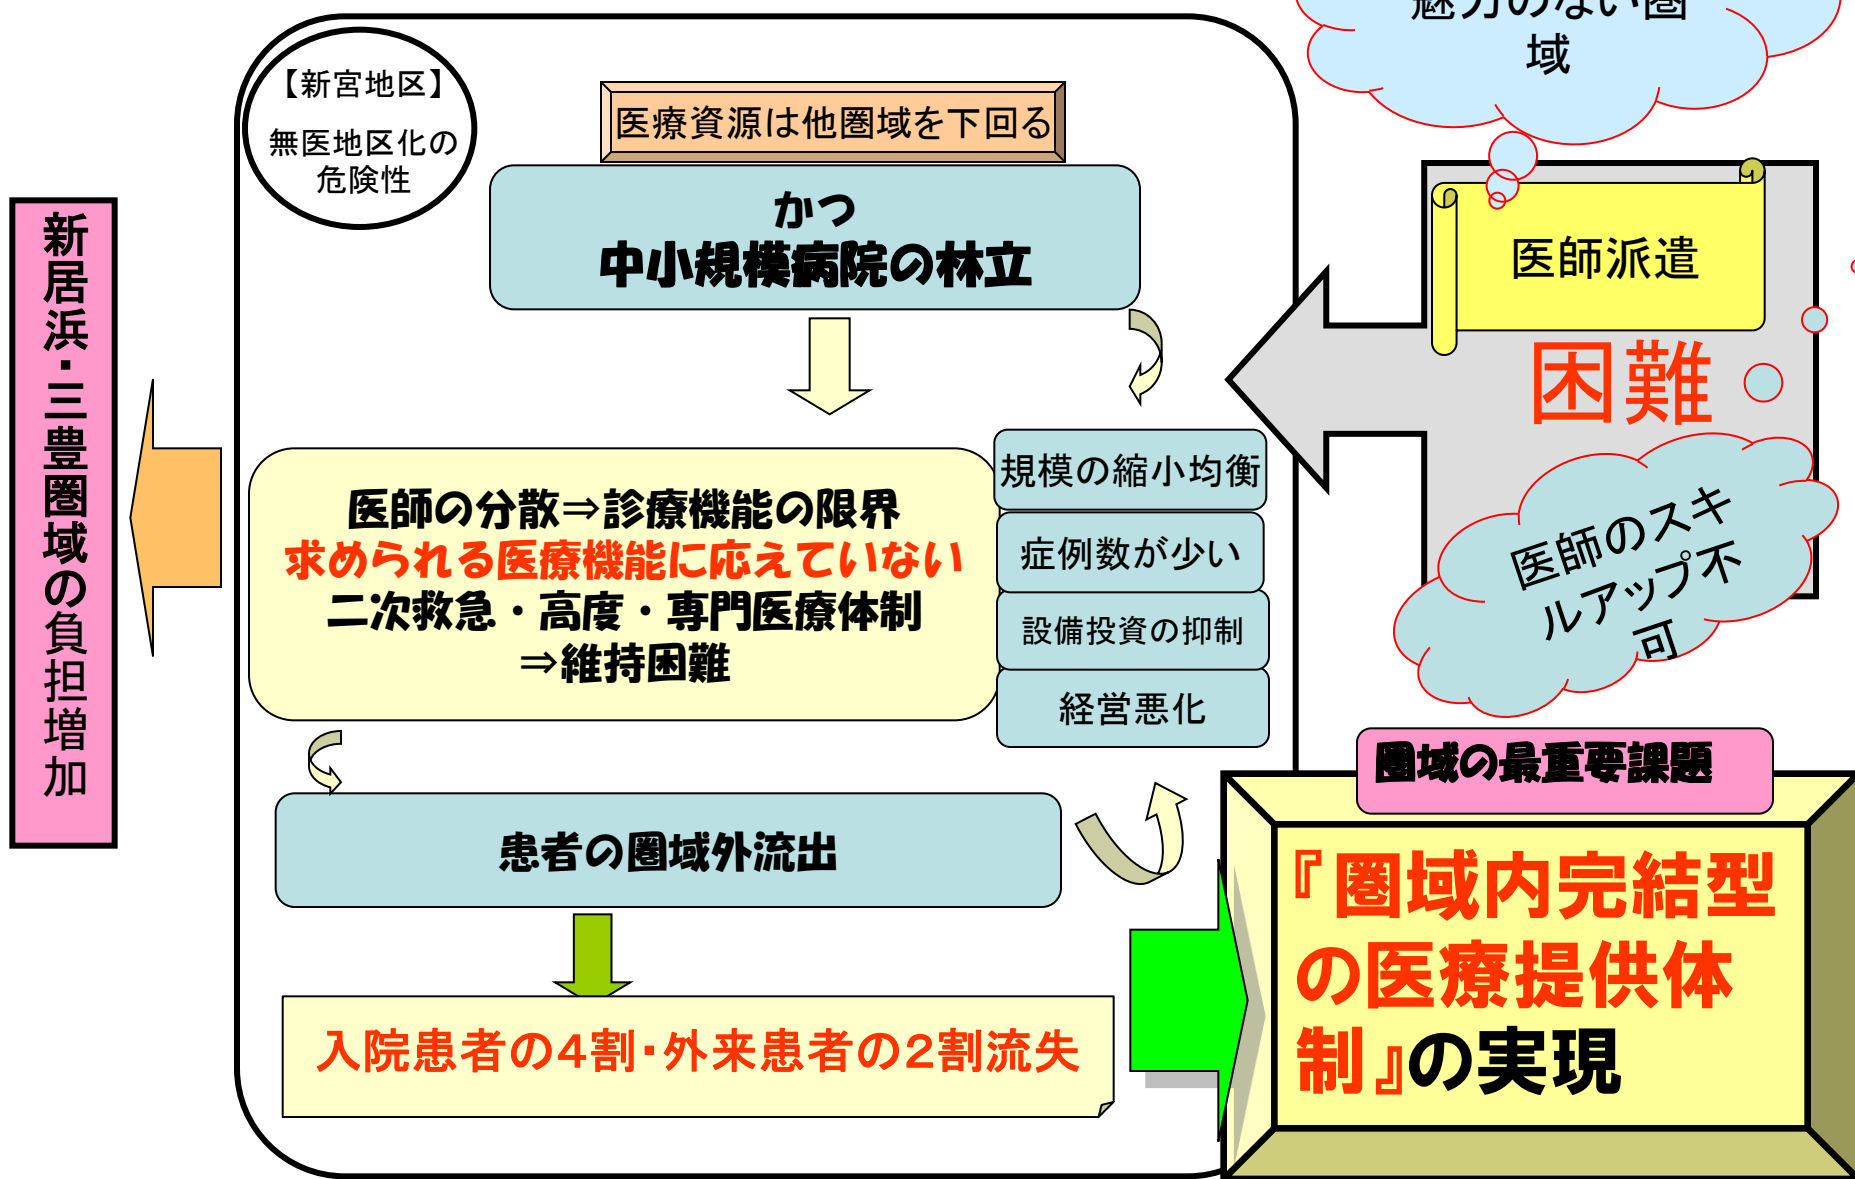 魅力のない圏
域
【新宮地区】
無医地区化の
危険性
医療資源は他圏域を下回る
かつ
中小規模病院の林立
医師派遣
困難
新居浜・三豊圏域の負担増加
規模の縮小均衡
症例数が少い
設備投資の抑制
経営悪化
医師の分散⇒診療機能の限界
求められる医療機能に応えていない
二次救急・高度・専門医療体制
⇒維持困難
医師のスキ
ルアップ不
可
患者の圏域外流出
入院患者の4割・外来患者の2割流失
圏域の最重要課題
『圏域内完結型
の医療提供体
制』の実現